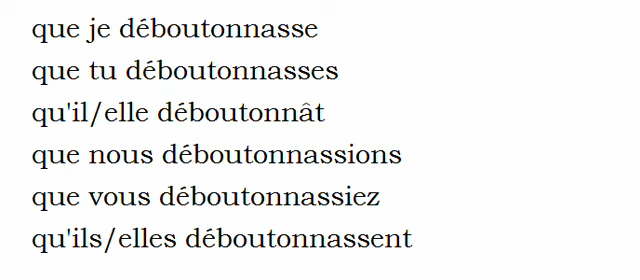 que je déboutonnasse
que tu déboutonnasses
qu'il/elle déboutonnât
que nous déboutonnassions
que vous déboutonnassiez
qu'ils/elles déboutonnassent